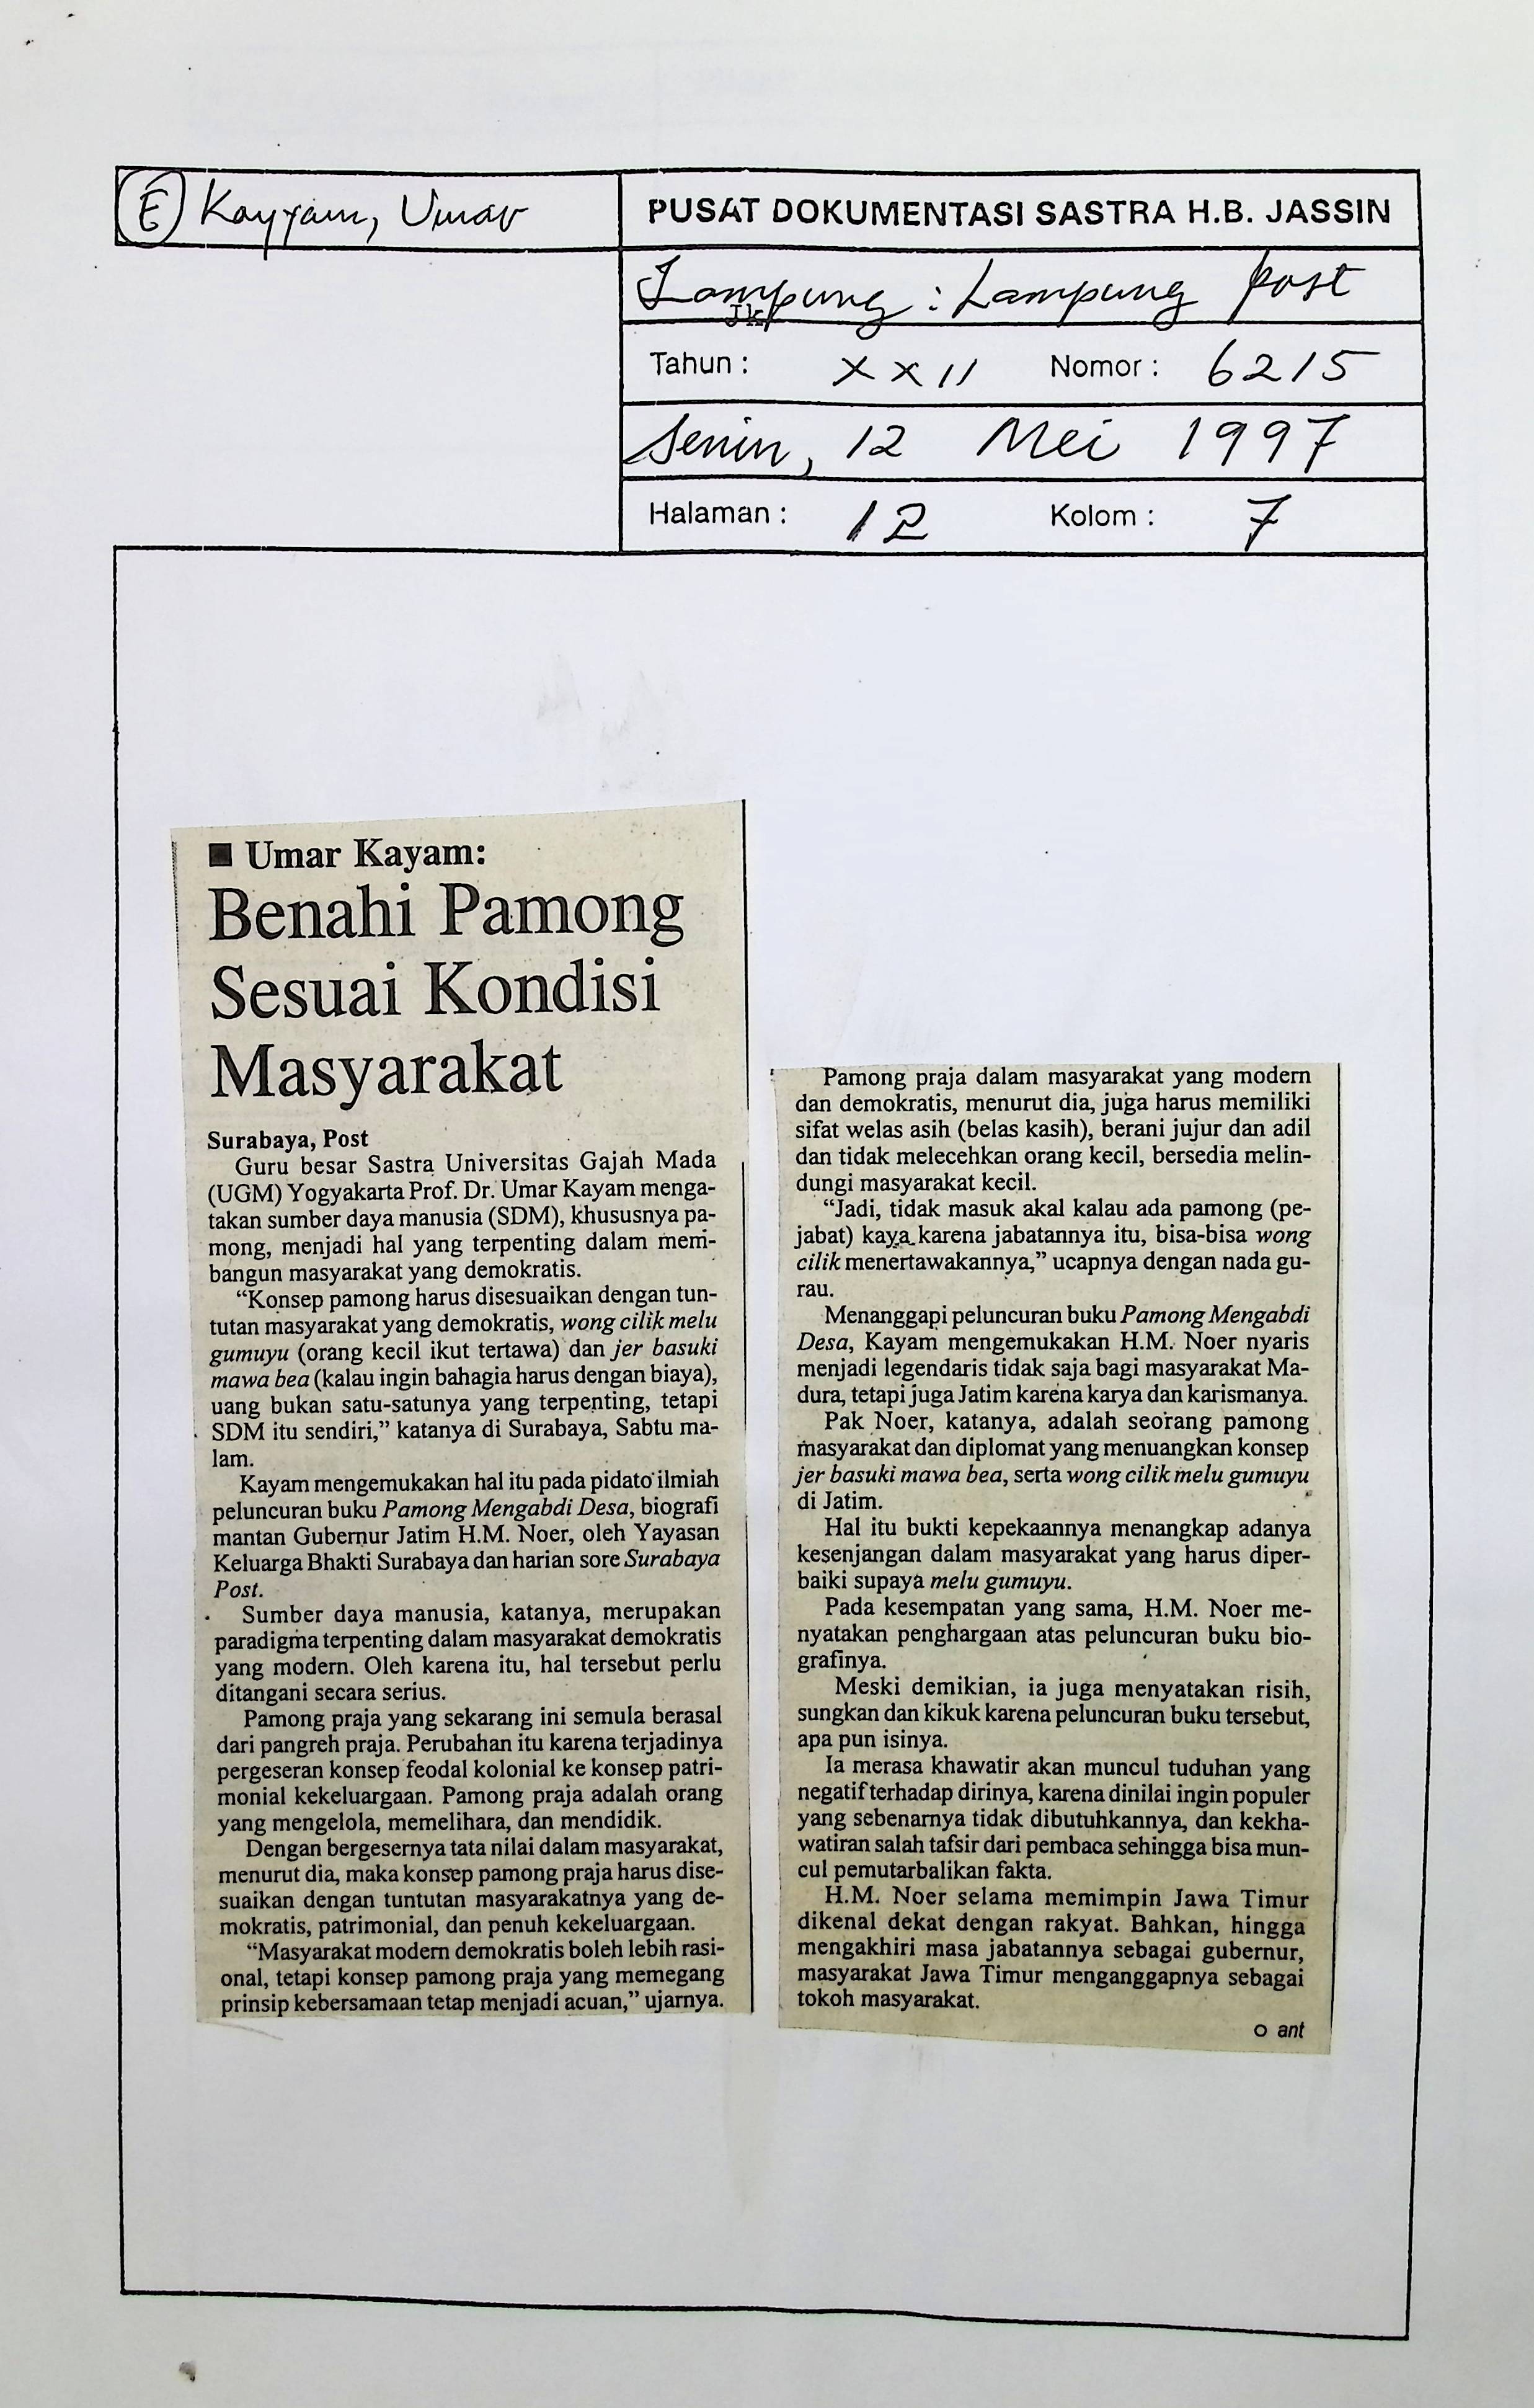 E Kayyam, Umar
PUSAT DOKUMENTASI SASTRA H.B. JASSIN
Lampung : Lampung post
Jk
Tahun : XXII Nomor : 6215
Senin, 12 Mei 1997
Halaman : 12 Kolom : 7
■ Umar Kayam:
Benahi Pamong
Sesuai Kondisi
Masyarakat
Surabaya, Post
Guru besar Sastra Universitas Gajah Mada
(UGM) Yogyakarta Prof. Dr. Umar Kayam menga-
takan sumber daya manusia (SDM), khususnya pa-
mong, menjadi hal yang terpenting dalam mem-
bangun masyarakat yang demokratis.
“Konsep pamong harus disesuaikan dengan tun-
tutan masyarakat yang demokratis, wong cilik melu
gumuyu (orang kecil ikut tertawa) dan jer basuki
mawa bea (kalau ingin bahagia harus dengan biaya),
uang bukan satu-satunya yang terpenting, tetapi
SDM itu sendiri,” katanya di Surabaya, Sabtu ma-
lam.
Kayam mengemukakan hal itu pada pidato ilmiah
peluncuran buku Pamong Mengabdi Desa, biografi
mantan Gubernur Jatim H.M. Noer, oleh Yayasan
Keluarga Bhakti Surabaya dan harian sore Surabaya
Post.
Sumber daya manusia, katanya, merupakan
paradigma terpenting dalam masyarakat demokratis
yang modern. Oleh karena itu, hal tersebut perlu
ditangani secara serius.
Pamong praja yang sekarang ini semula berasal
dari pangreh praja. Perubahan itu karena terjadinya
pergeseran konsep feodal kolonial ke konsep patri-
monial kekeluargaan. Pamong praja adalah orang
yang mengelola, memelihara, dan mendidik.
Dengan bergesernya tata nilai dalam masyarakat,
menurut dia, maka konsep pamong praja harus dise-
suaikan dengan tuntutan masyarakatnya yang de-
mokratis, patrimonial, dan penuh kekeluargaan.
“Masyarakat modern demokratis boleh lebih rasi-
onal, tetapi konsep pamong praja yang memegang
prinsip kebersamaan tetap menjadi acuan,” ujarnya.
Pamong praja dalam masyarakat yang modern
dan demokratis, menurut dia, juga harus memiliki
sifat welas asih (belas kasih), berani jujur dan adil
dan tidak melecehkan orang kecil, bersedia melin-
dungi masyarakat kecil.
“Jadi, tidak masuk akal kalau ada pamong (pe-
jabat) kaya karena jabatannya itu, bisa-bisa wong
cilik menertawakannya,” ucapnya dengan nada gu-
rau.
Menanggapi peluncuran buku Pamong Mengabdi
Desa, Kayam mengemukakan H.M. Noer nyaris
menjadi legendaris tidak saja bagi masyarakat Ma-
dura, tetapi juga Jatim karena karya dan karismanya.
Pak Noer, katanya, adalah seorang pamong
masyarakat dan diplomat yang menuangkan konsep
jer basuki mawa bea, serta wong cilik melu gumuyu
di Jatim.
Hal itu bukti kepekaannya menangkap adanya
kesenjangan dalam masyarakat yang harus diper-
baiki supaya melu gumuyu.
Pada kesempatan yang sama, H.M. Noer me-
nyatakan penghargaan atas peluncuran buku bio-
grafinya.
Meski demikian, ia juga menyatakan risih,
sungkan dan kikuk karena peluncuran buku tersebut,
apa pun isinya.
Ia merasa khawatir akan muncul tuduhan yang
negatif terhadap dirinya, karena dinilai ingin populer
yang sebenarnya tidak dibutuhkannya, dan kekha-
watiran salah tafsir dari pembaca sehingga bisa mun-
cul pemutarbalikan fakta.
H.M. Noer selama memimpin Jawa Timur
dikenal dekat dengan rakyat. Bahkan, hingga
mengakhiri masa jabatannya sebagai gubernur,
masyarakat Jawa Timur menganggapnya sebagai
tokoh masyarakat.
o ant